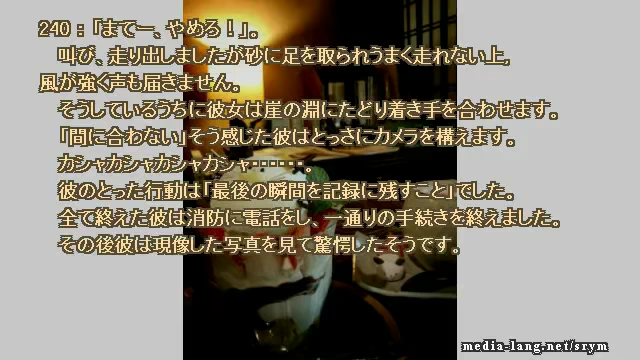 240 : 「まてー、やめろ！」。
叫び、走り出しましたが砂に足を取られうまく走れない上,
風が強く声も届きません。
そうしているうちに彼女は崖の淵にたどり着き手を合わせます。
「間に合わない」そう感じた彼はとっさにカメラを構えます。
カシャカシャカシャカシャ‥‥‥。
彼のとった行動は「最後の瞬間を記録に残すこと」でした。
全て終えた彼は消防に電話をし、一通りの手続きを終えました。
その後彼は現像した写真を見て驚愕したそうです。
media-lang.net/srym